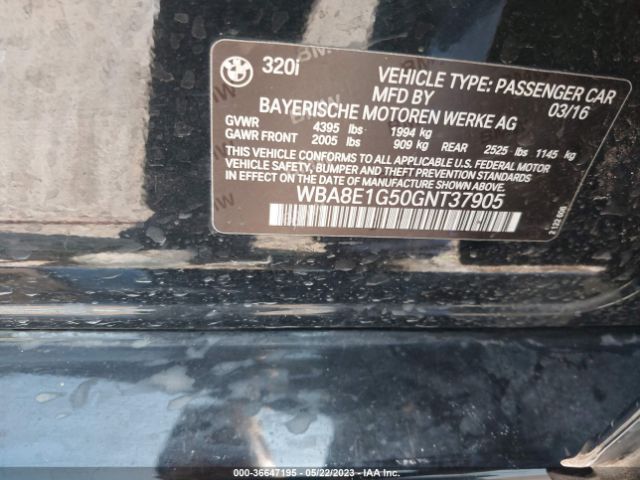 320i
VEHICLE TYPE: PASSENGER CAR
MFD BY 03/16
BAYERISCHE MOTOREN WERKE AG
GVWR 4395 lbs 1994 kg
GAWR FRONT 2005 lbs 909 kg REAR 2525 lbs 1145 kg
THIS VEHICLE CONFORMS TO ALL APPLICABLE U.S. FEDERAL MOTOR
VEHICLE SAFETY, BUMPER, AND THEFT PREVENTION STANDARDS
IN EFFECT ON THE DATE OF MANUFACTURE SHOWN ABOVE.
WBA8E1G50GNT37905
000-36647195 - 05/22/2023 - IAA Inc.